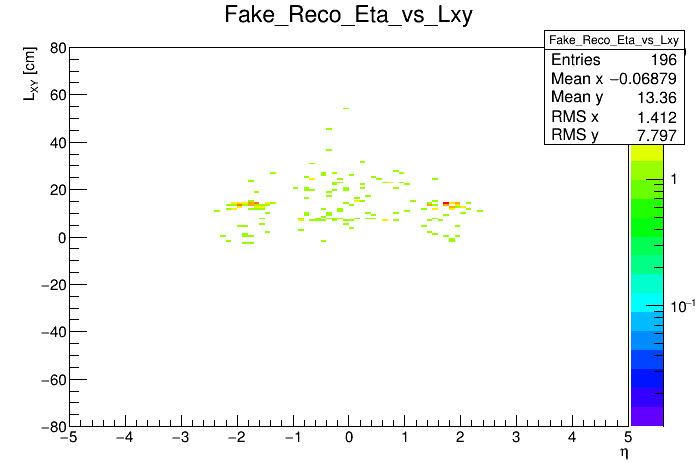 Fake_Reco_Eta_vs_Lxy
Fake_Reco_Eta_vs_Lxy
Entries 196
Mean x −0.06879
Mean y 13.36
RMS x 1.412
RMS y 7.797
L_XY [cm]
80
60
40
20
0
−20
−40
−60
−80
−5 −4 −3 −2 −1 0 1 2 3 4 5
η
1
10^−1